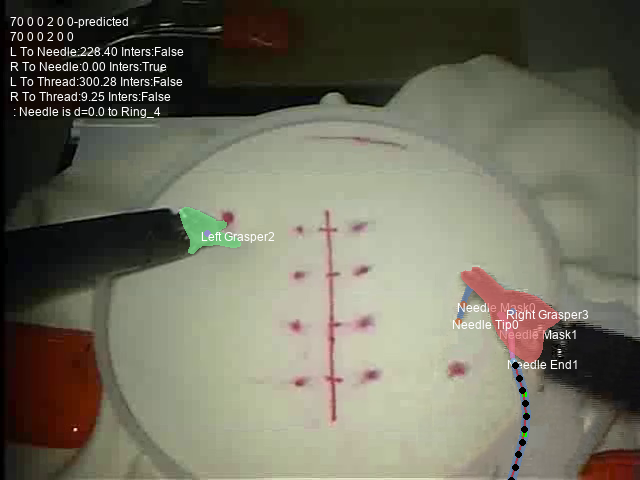 70 0 0 2 0 0-predicted
70 0 0 2 0 0
L To Needle:228.40 Inters:False
R To Needle:0.00 Inters:True
L To Thread:300.28 Inters:False
R To Thread:9.25 Inters:False
: Needle is d=0.0 to Ring_4
Left Grasper2
Needle Mask0
Right Grasper3
Needle Tip0
Needle Mask1
Needle End1